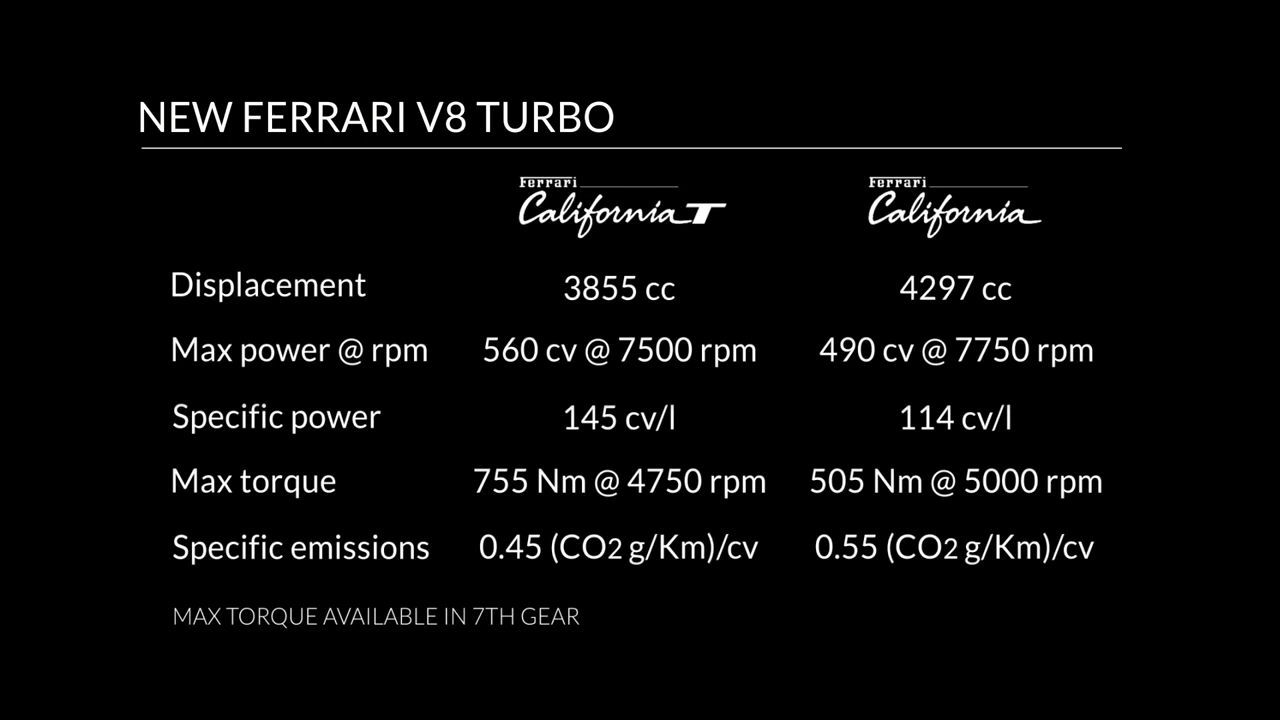 NEW FERRARI V8 TURBO
Ferrari Ferrari
California T California
Displacement 3855 cc 4297 cc
Max power @ rpm 560 cv @ 7500 rpm 490 cv @ 7750 rpm
Specific power 145 cv/l 114 cv/l
Max torque 755 Nm @ 4750 rpm 505 Nm @ 5000 rpm
Specific emissions 0.45 (CO2 g/Km)/cv 0.55 (CO2 g/Km)/cv
MAX TORQUE AVAILABLE IN 7TH GEAR